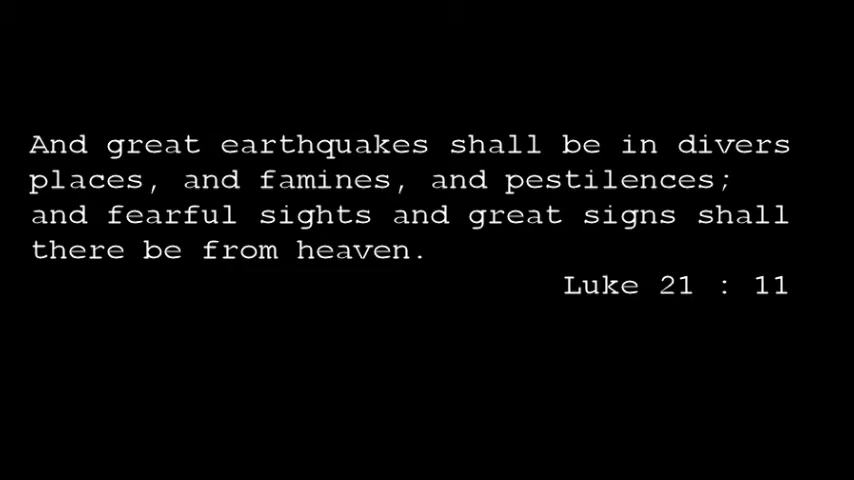 And great earthquakes shall be in divers
places, and famines, and pestilences;
and fearful sights and great signs shall
there be from heaven.
Luke 21 : 11